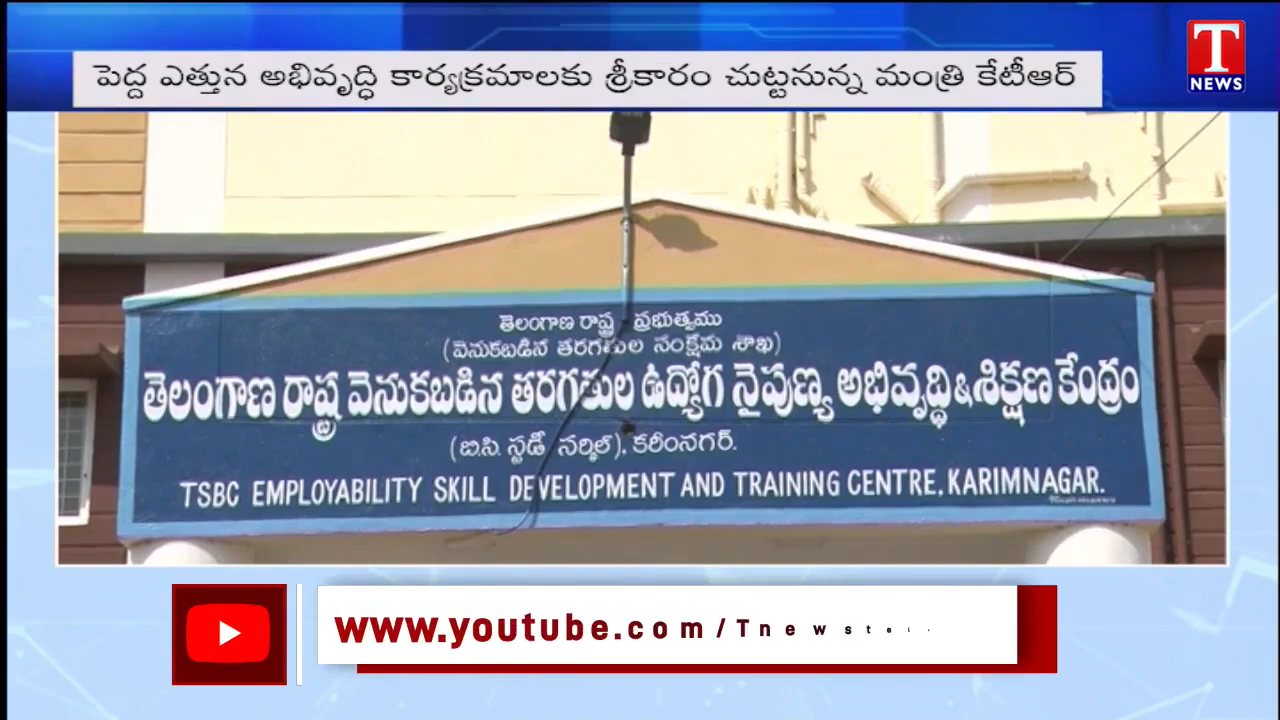 పెద్ద ఎత్తున అభివృద్ధి కార్యక్రమాలకు శ్రీకారం చుట్టనున్న మంత్రి కేటీఆర్
T
NEWS
తెలంగాణ రాష్ట్ర ప్రభుత్వము
(వెనుకబడిన తరగతుల సంక్షేమ శాఖ)
తెలంగాణ రాష్ట్ర వెనుకబడిన తరగతుల ఉద్యోగ నైపుణ్య అభివృద్ధి & శిక్షణ కేంద్రం
(బి.సి. స్టడీ సర్కిల్), కరీంనగర్.
TSBC EMPLOYABILITY SKILL DEVELOPMENT AND TRAINING CENTRE, KARIMNAGAR.
www.youtube.com/Tnewstel